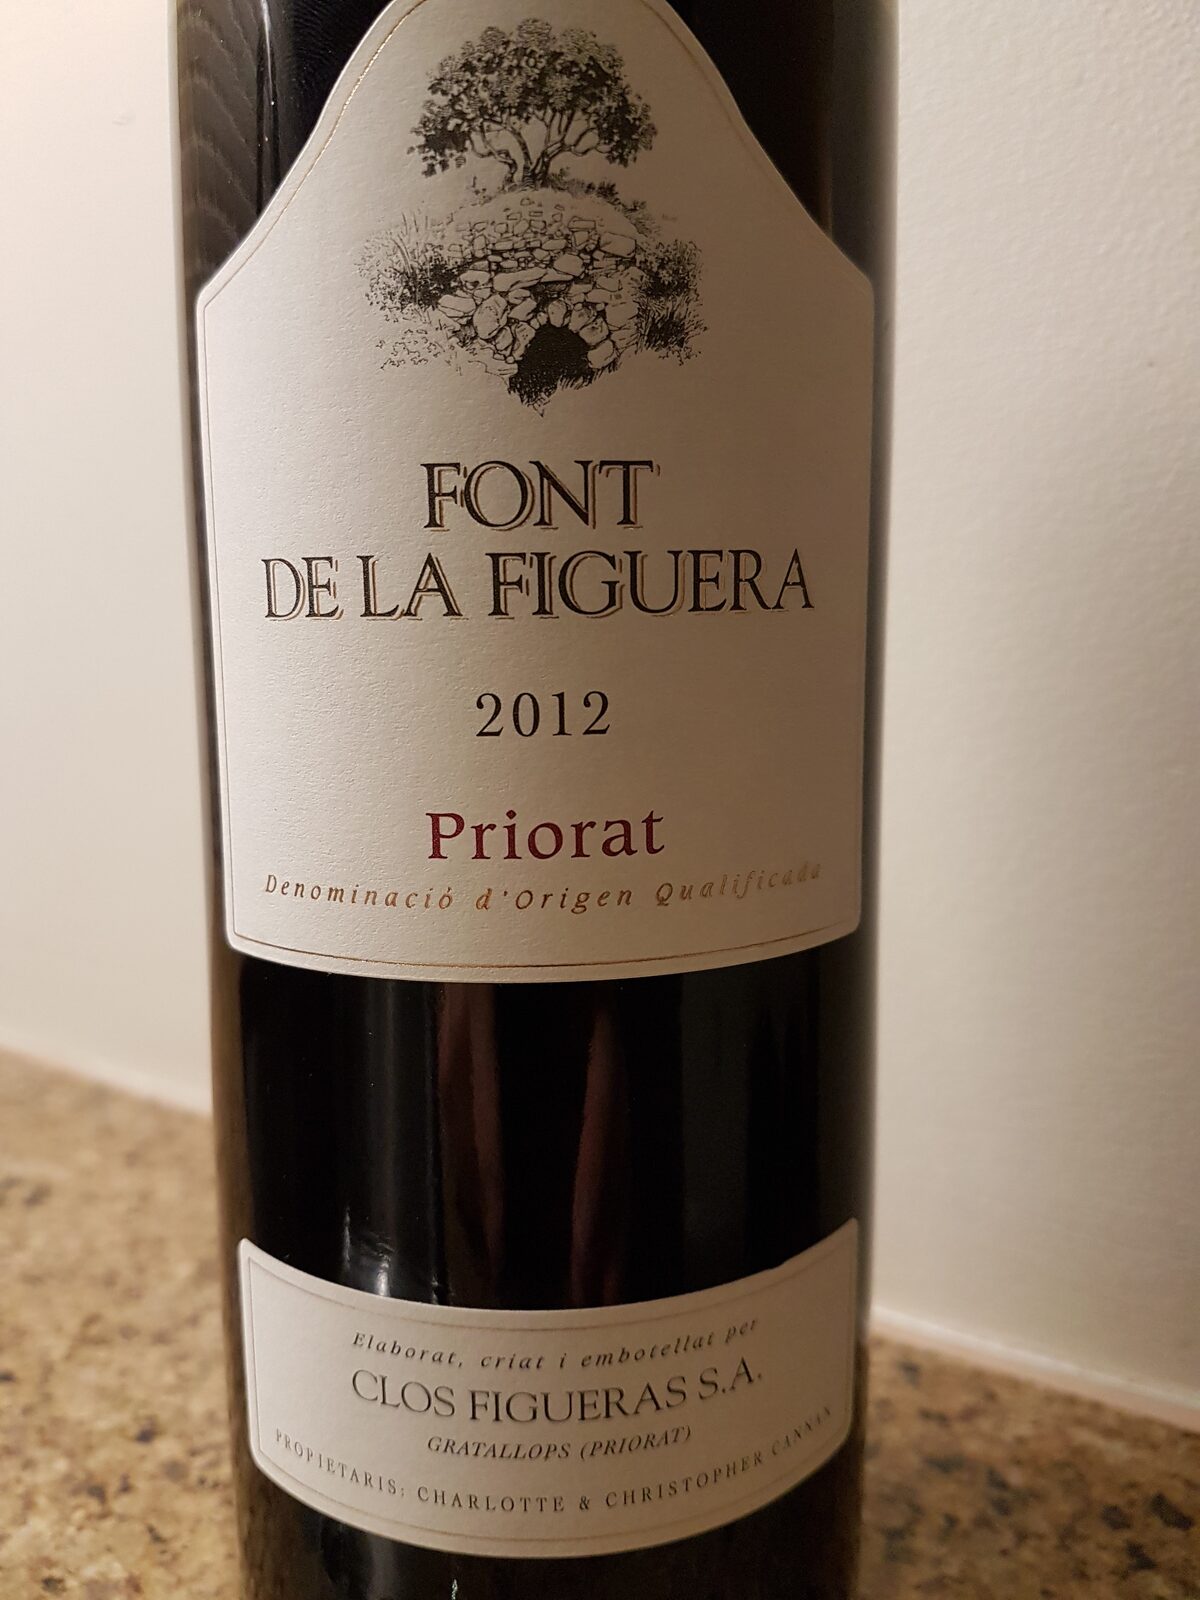 FONT
DE LA FIGUERA
2012
Priorat
Denominació d'Origen Qualificada
Elaborat, criat i embotellat per
CLOS FIGUERAS S.A.
GRATALLOPS (PRIORAT)
PROPIETARIS: CHARLOTTE & CHRISTOPHER CANNAN